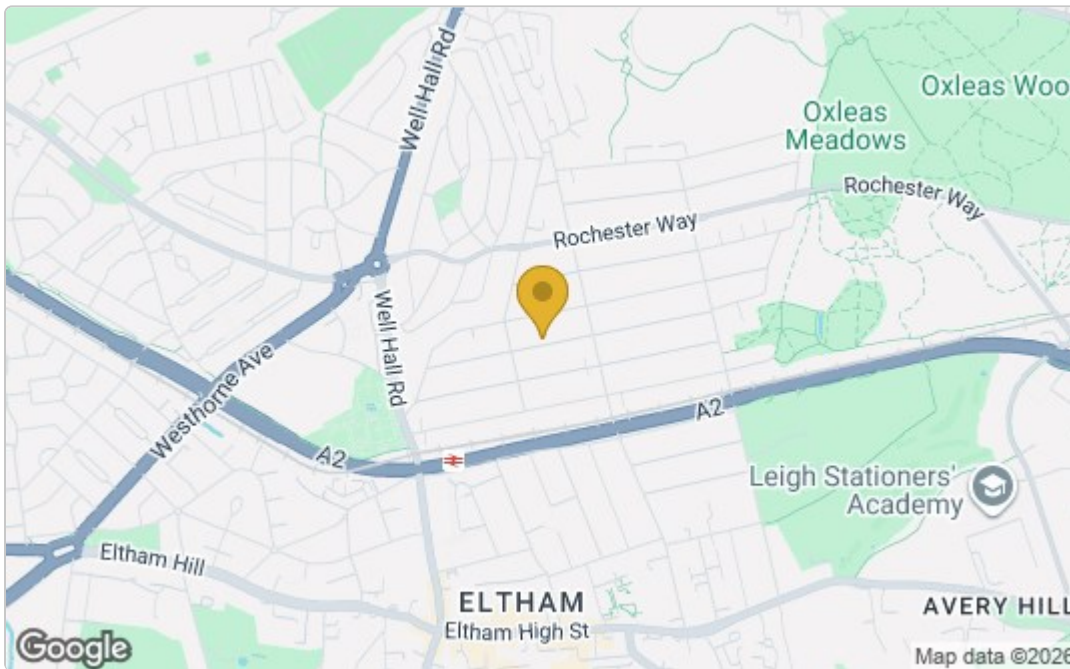 Well Hall Rd
Oxleas Woo
Oxleas
Meadows
Rochester Way
Rochester Way
Well Hall Rd
Westhorne Ave
A2
A2
Leigh Stationers'
Academy
Eltham Hill
ELTHAM
Eltham High St
AVERY HILL
Google
Map data ©2026